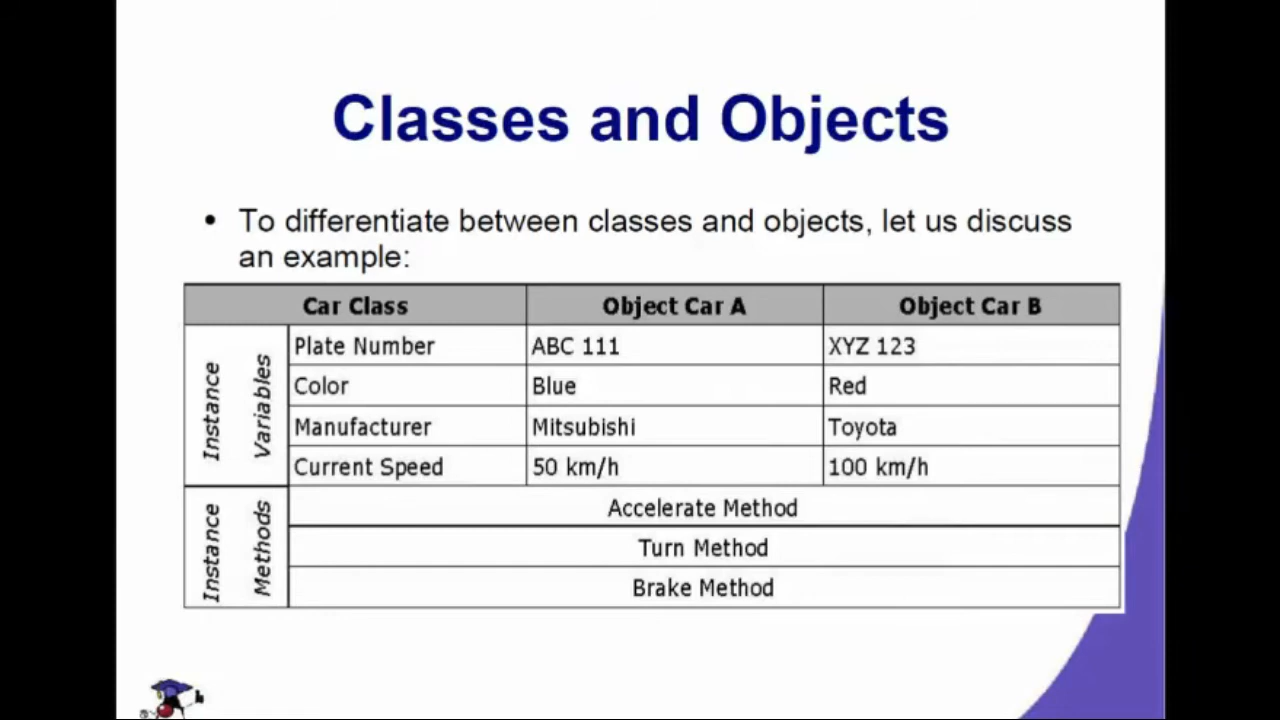 Classes and Objects
• To differentiate between classes and objects, let us discuss
an example:
Car Class Object Car A Object Car B
Instance Variables
Plate Number ABC 111 XYZ 123
Color Blue Red
Manufacturer Mitsubishi Toyota
Current Speed 50 km/h 100 km/h
Instance Methods
Accelerate Method
Turn Method
Brake Method